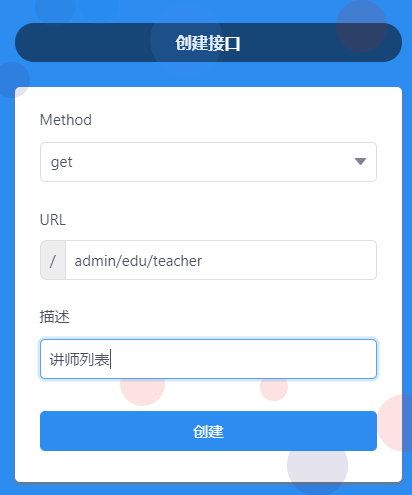 创建接口
Method
get
URL
/ admin/edu/teacher
描述
讲师列表
创建